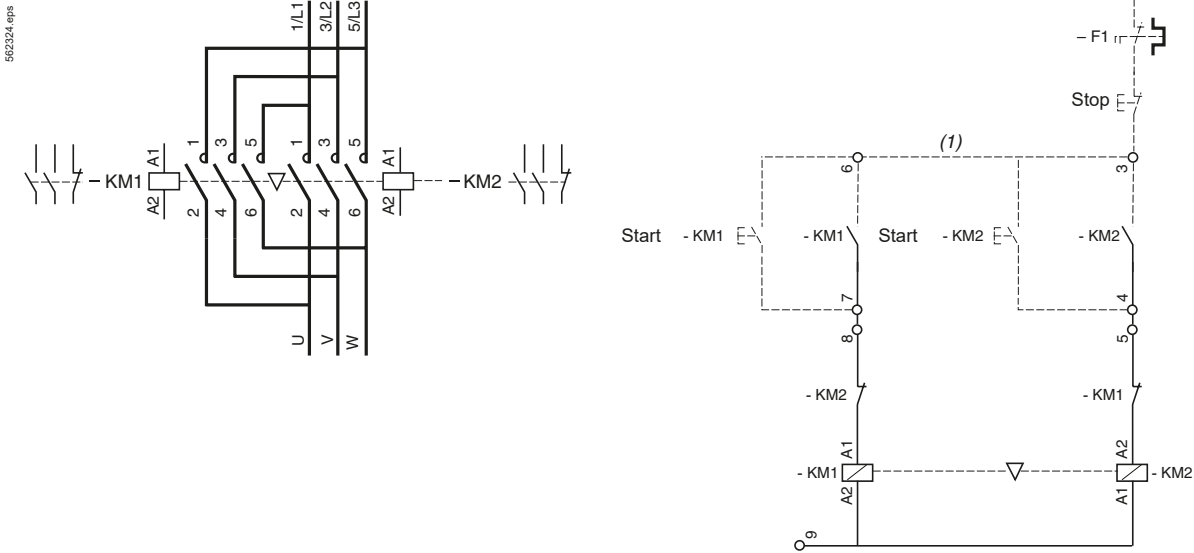 562324.eps
1/L1 3/L2 5/L3
1 3 5 1 3 5
A1 A1
– KM1 – KM2
A2 A2
2 4 6 2 4 6
U V W
– F1
Stop
(1)
6 3
Start - KM1 - KM1 Start - KM2 - KM2
7 4
8 5
- KM2 - KM1
A1 A2
- KM1 - KM2
A2 A1
9